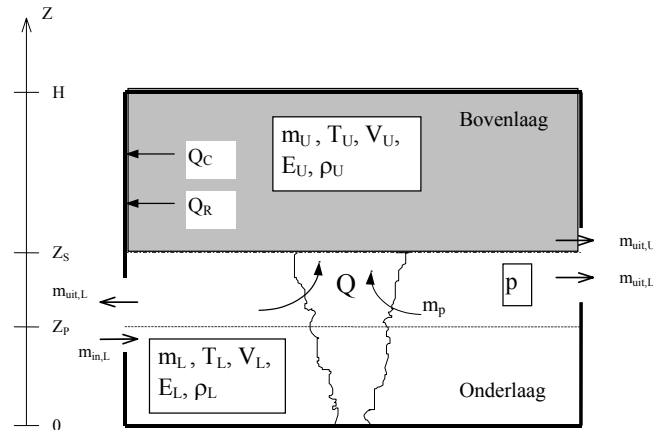 Z
H
Bovenlaag
m_U , T_U, V_U,
E_U, ρ_U
Q_C
Q_R
m_uit,U
Z_S
m_uit,L
Q
p
m_uit,L
m_p
Z_P
m_in,L
m_L , T_L, V_L,
E_L, ρ_L
Onderlaag
0